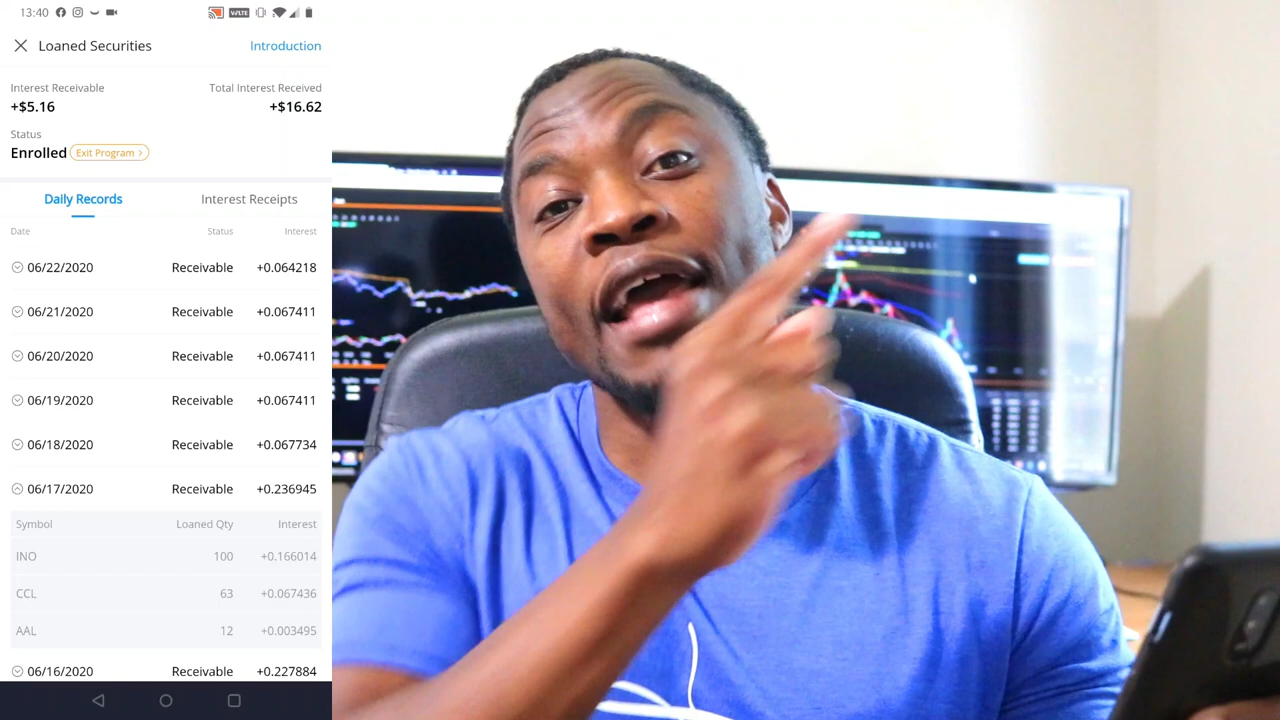 13:40 VoLTE
Loaned Securities Introduction
Interest Receivable Total Interest Received
+$5.16 +$16.62
Status
Enrolled Exit Program >
Daily Records Interest Receipts
Date Status Interest
06/22/2020 Receivable +0.064218
06/21/2020 Receivable +0.067411
06/20/2020 Receivable +0.067411
06/19/2020 Receivable +0.067411
06/18/2020 Receivable +0.067734
06/17/2020 Receivable +0.236945
Symbol Loaned Qty Interest
INO 100 +0.166014
CCL 63 +0.067436
AAL 12 +0.003495
06/16/2020 Receivable +0.227884